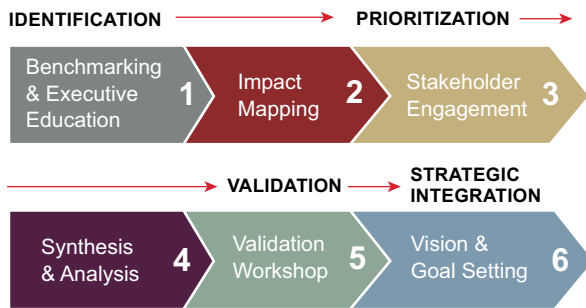 IDENTIFICATION
PRIORITIZATION
Benchmarking
& Executive
Education
1
Impact
Mapping
2
Stakeholder
Engagement
3
VALIDATION
STRATEGIC
INTEGRATION
Synthesis
& Analysis
4
Validation
Workshop
5
Vision &
Goal Setting
6